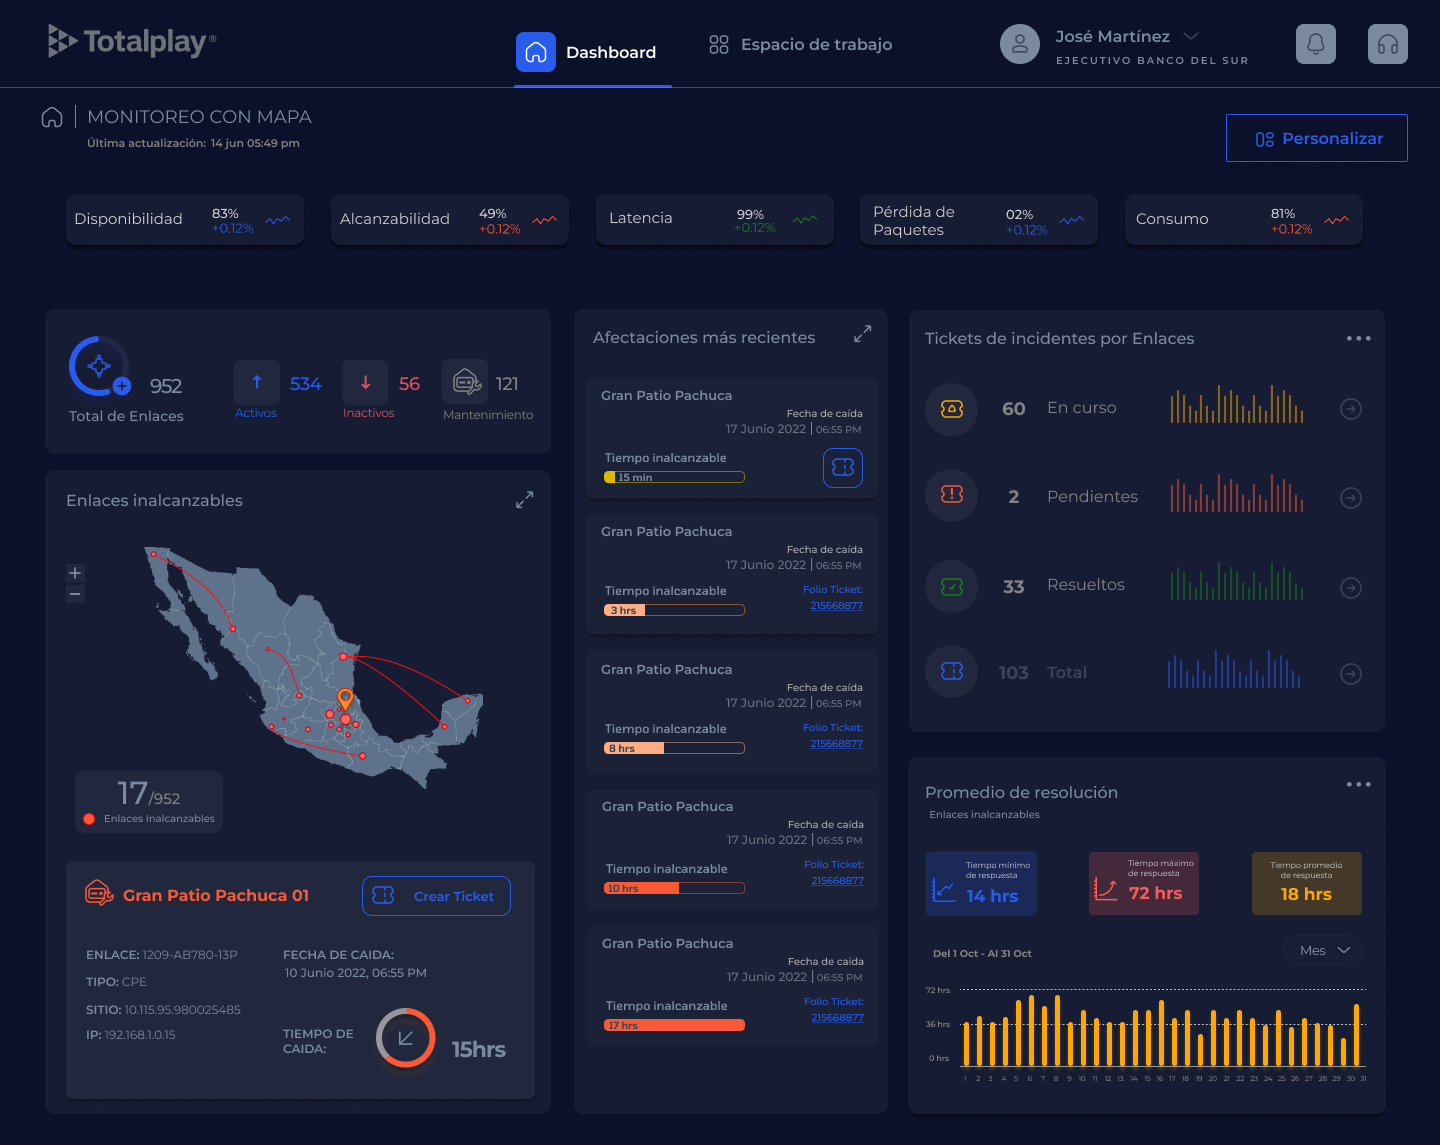 Totalplay®
Dashboard
Espacio de trabajo
José Martínez
EJECUTIVO BANCO DEL SUR
MONITOREO CON MAPA
Última actualización: 14 jun 05:49 pm
Personalizar
Disponibilidad
83%
+0.12%
Alcanzabilidad
49%
+0.12%
Latencia
99%
+0.12%
Pérdida de
Paquetes
02%
+0.12%
Consumo
81%
+0.12%
952
Total de Enlaces
534
Activos
56
Inactivos
121
Mantenimiento
Enlaces inalcanzables
+
−
17/952
Enlaces Inalcanzables
Gran Patio Pachuca 01
Crear Ticket
ENLACE: 1209-AB780-13P
TIPO: CPE
SITIO: 10.115.95.980025485
IP: 192.168.1.0.15
FECHA DE CAIDA:
10 Junio 2022, 06:55 PM
TIEMPO DE
CAIDA:
15hrs
Afectaciones más recientes
Gran Patio Pachuca
Fecha de caída
17 Junio 2022 | 06:55 PM
Tiempo inalcanzable
15 min
Gran Patio Pachuca
Fecha de caída
17 Junio 2022 | 06:55 PM
Tiempo inalcanzable
3 hrs
Folio Ticket:
215668877
Gran Patio Pachuca
Fecha de caída
17 Junio 2022 | 06:55 PM
Tiempo inalcanzable
8 hrs
Folio Ticket:
215668877
Gran Patio Pachuca
Fecha de caída
17 Junio 2022 | 06:55 PM
Tiempo inalcanzable
10 hrs
Folio Ticket:
215668877
Gran Patio Pachuca
Fecha de caída
17 Junio 2022 | 06:55 PM
Tiempo inalcanzable
17 hrs
Folio Ticket:
215668877
Tickets de incidentes por Enlaces
60 En curso
2 Pendientes
33 Resueltos
103 Total
Promedio de resolución
Enlaces inalcanzables
Tiempo mínimo
de respuesta
14 hrs
Tiempo máximo
de respuesta
72 hrs
Tiempo promedio
de respuesta
18 hrs
Del 1 Oct - Al 31 Oct
Mes
72 hrs
36 hrs
0 hrs
1 2 3 4 5 6 7 8 9 10 11 12 13 14 15 16 17 18 19 20 21 22 23 24 25 26 27 28 29 30 31